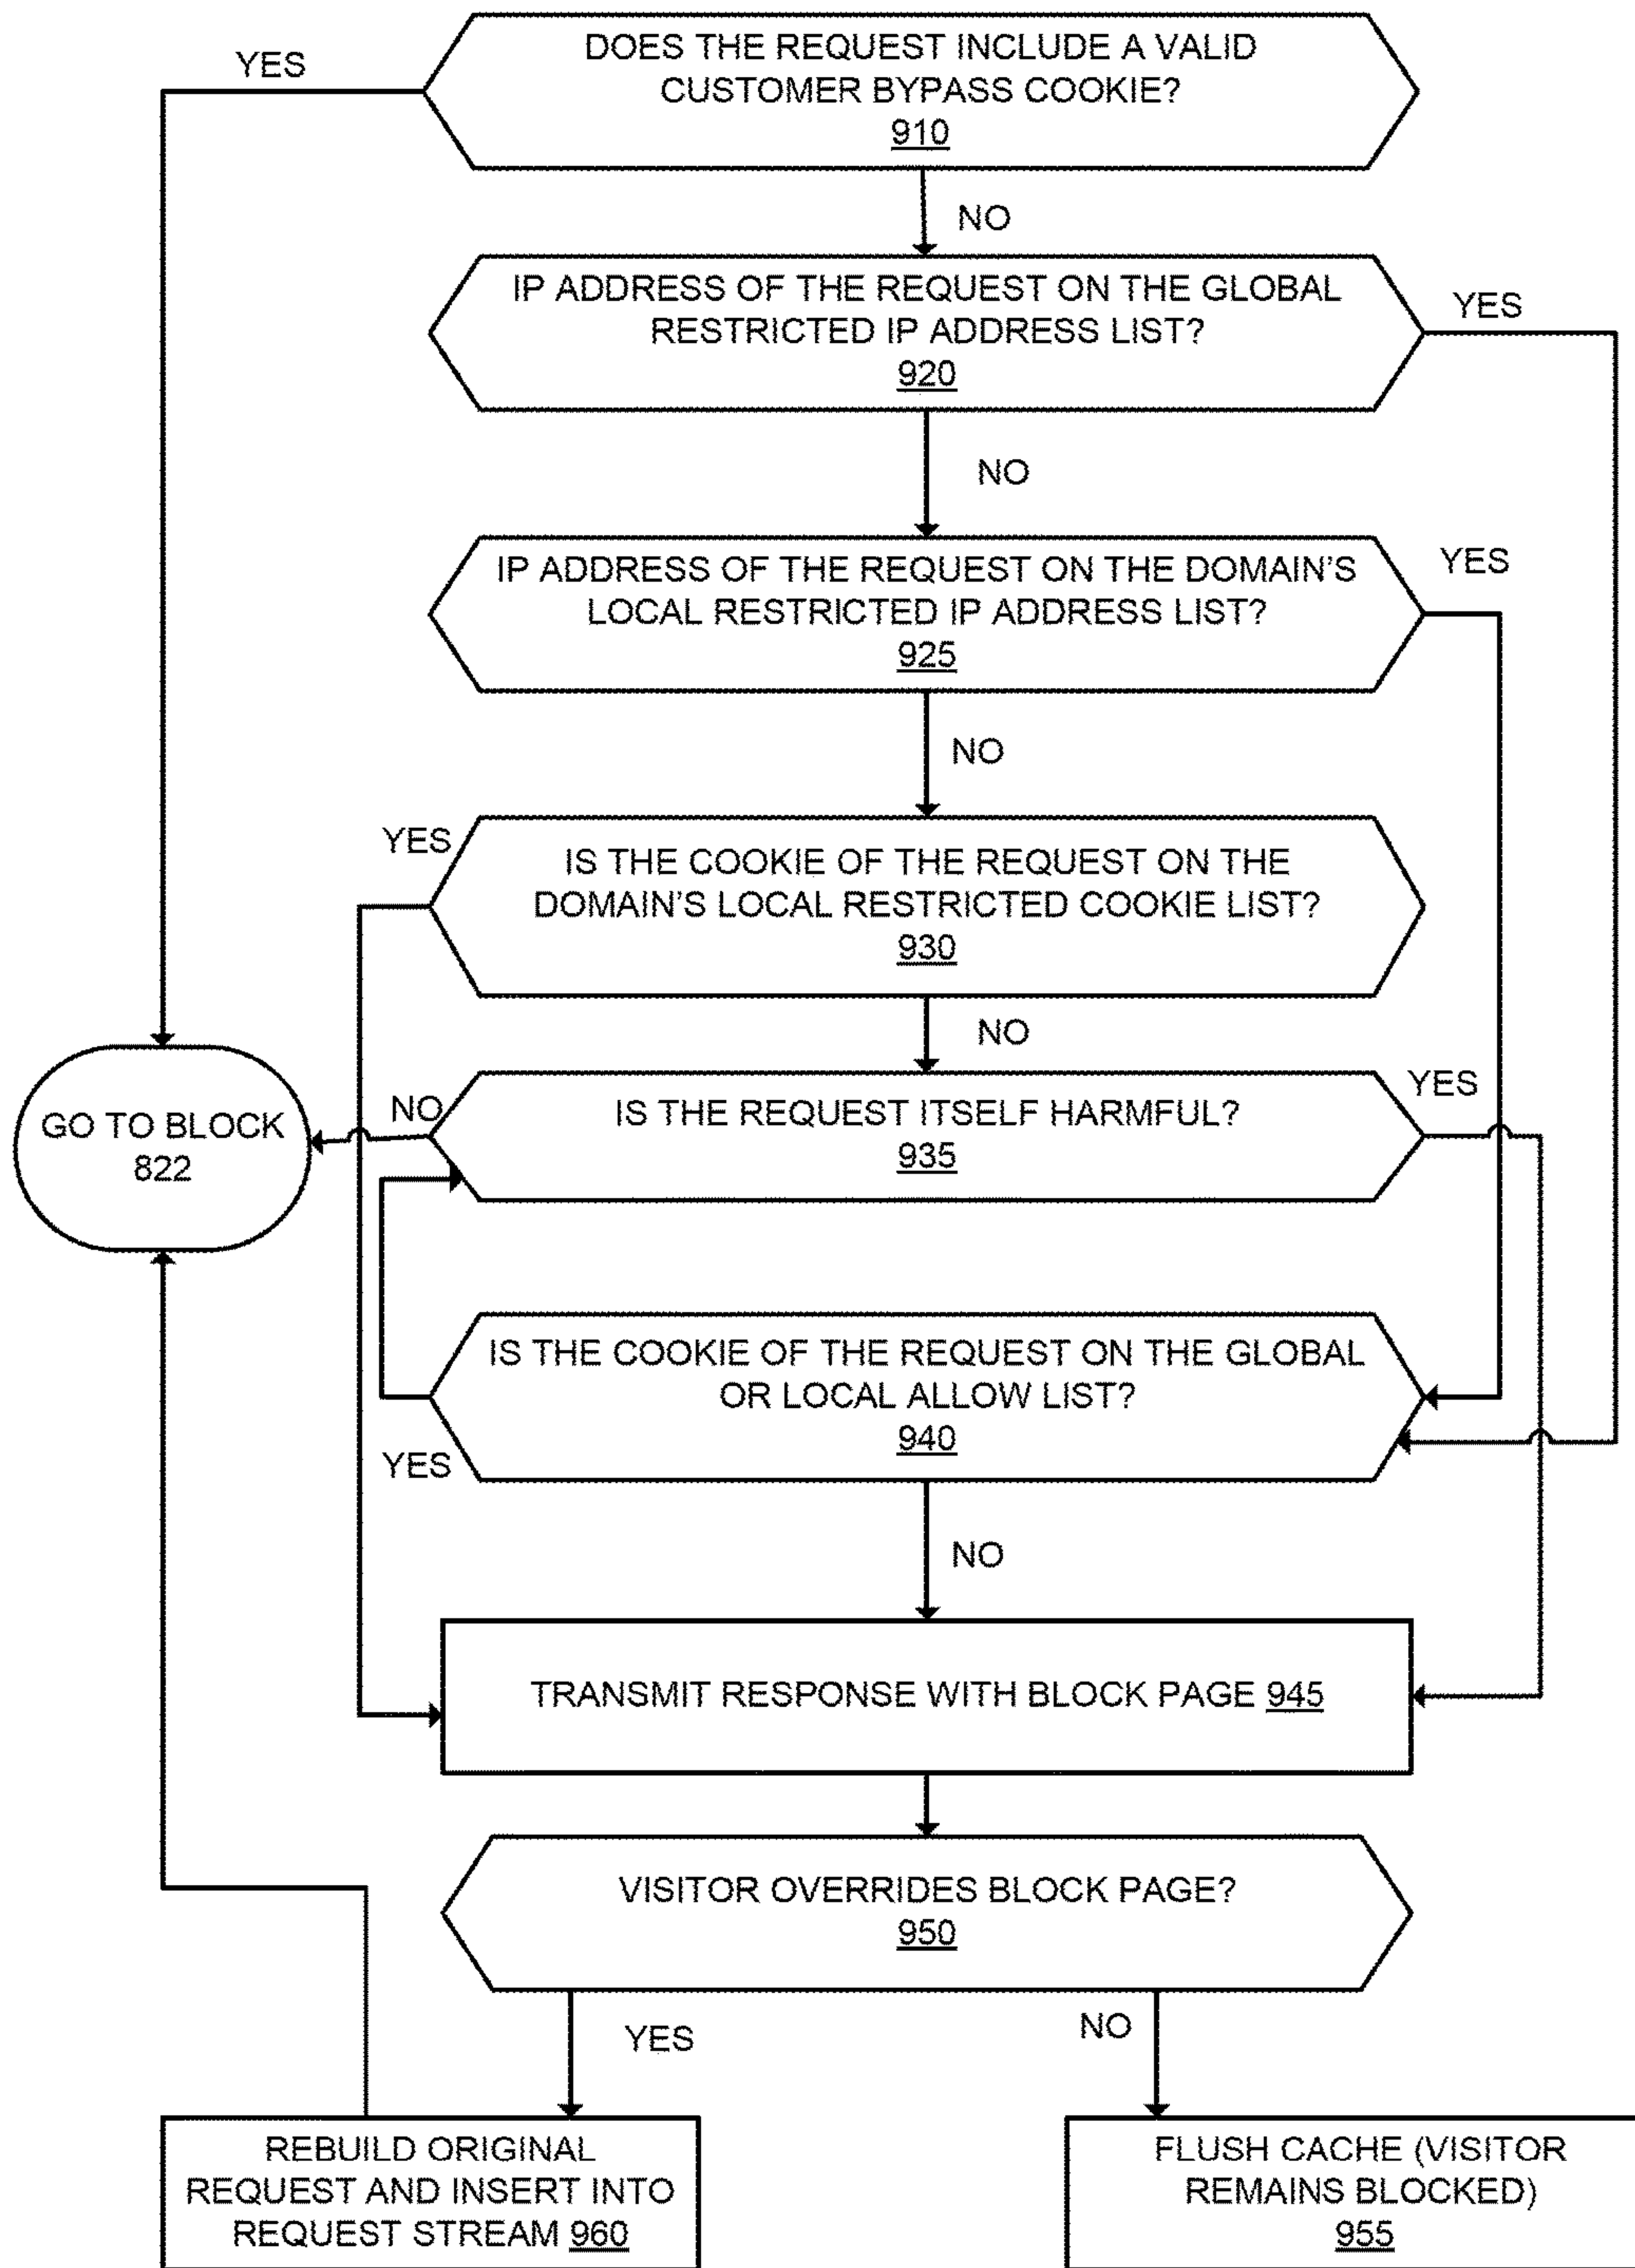 DOES THE REQUEST INCLUDE A VALID
CUSTOMER BYPASS COOKIE?
910
YES
NO
IP ADDRESS OF THE REQUEST ON THE GLOBAL
RESTRICTED IP ADDRESS LIST?
920
YES
NO
IP ADDRESS OF THE REQUEST ON THE DOMAIN'S
LOCAL RESTRICTED IP ADDRESS LIST?
925
YES
NO
YES
IS THE COOKIE OF THE REQUEST ON THE
DOMAIN'S LOCAL RESTRICTED COOKIE LIST?
930
NO
GO TO BLOCK
822
NO
IS THE REQUEST ITSELF HARMFUL?
935
YES
IS THE COOKIE OF THE REQUEST ON THE GLOBAL
OR LOCAL ALLOW LIST?
940
YES
NO
TRANSMIT RESPONSE WITH BLOCK PAGE 945
VISITOR OVERRIDES BLOCK PAGE?
950
YES
NO
REBUILD ORIGINAL
REQUEST AND INSERT INTO
REQUEST STREAM 960
FLUSH CACHE (VISITOR
REMAINS BLOCKED)
955